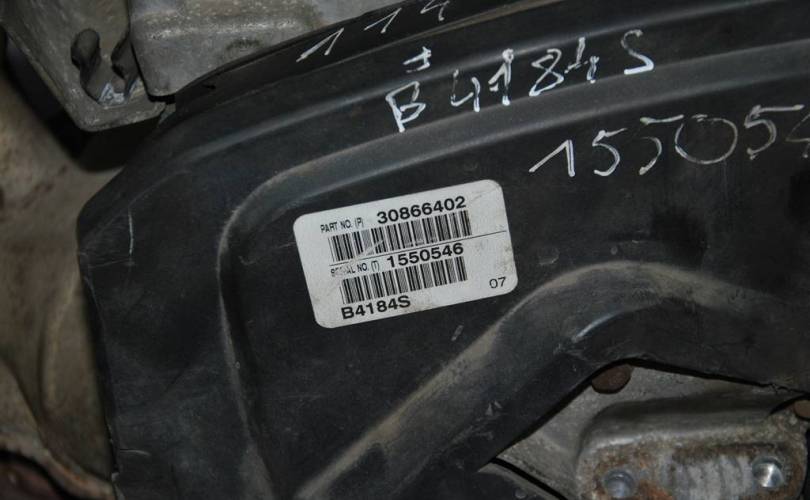 114
B4184S
155054
PART NO. (P) 30866402
SERIAL NO. (T) 1550546
B4184S 07